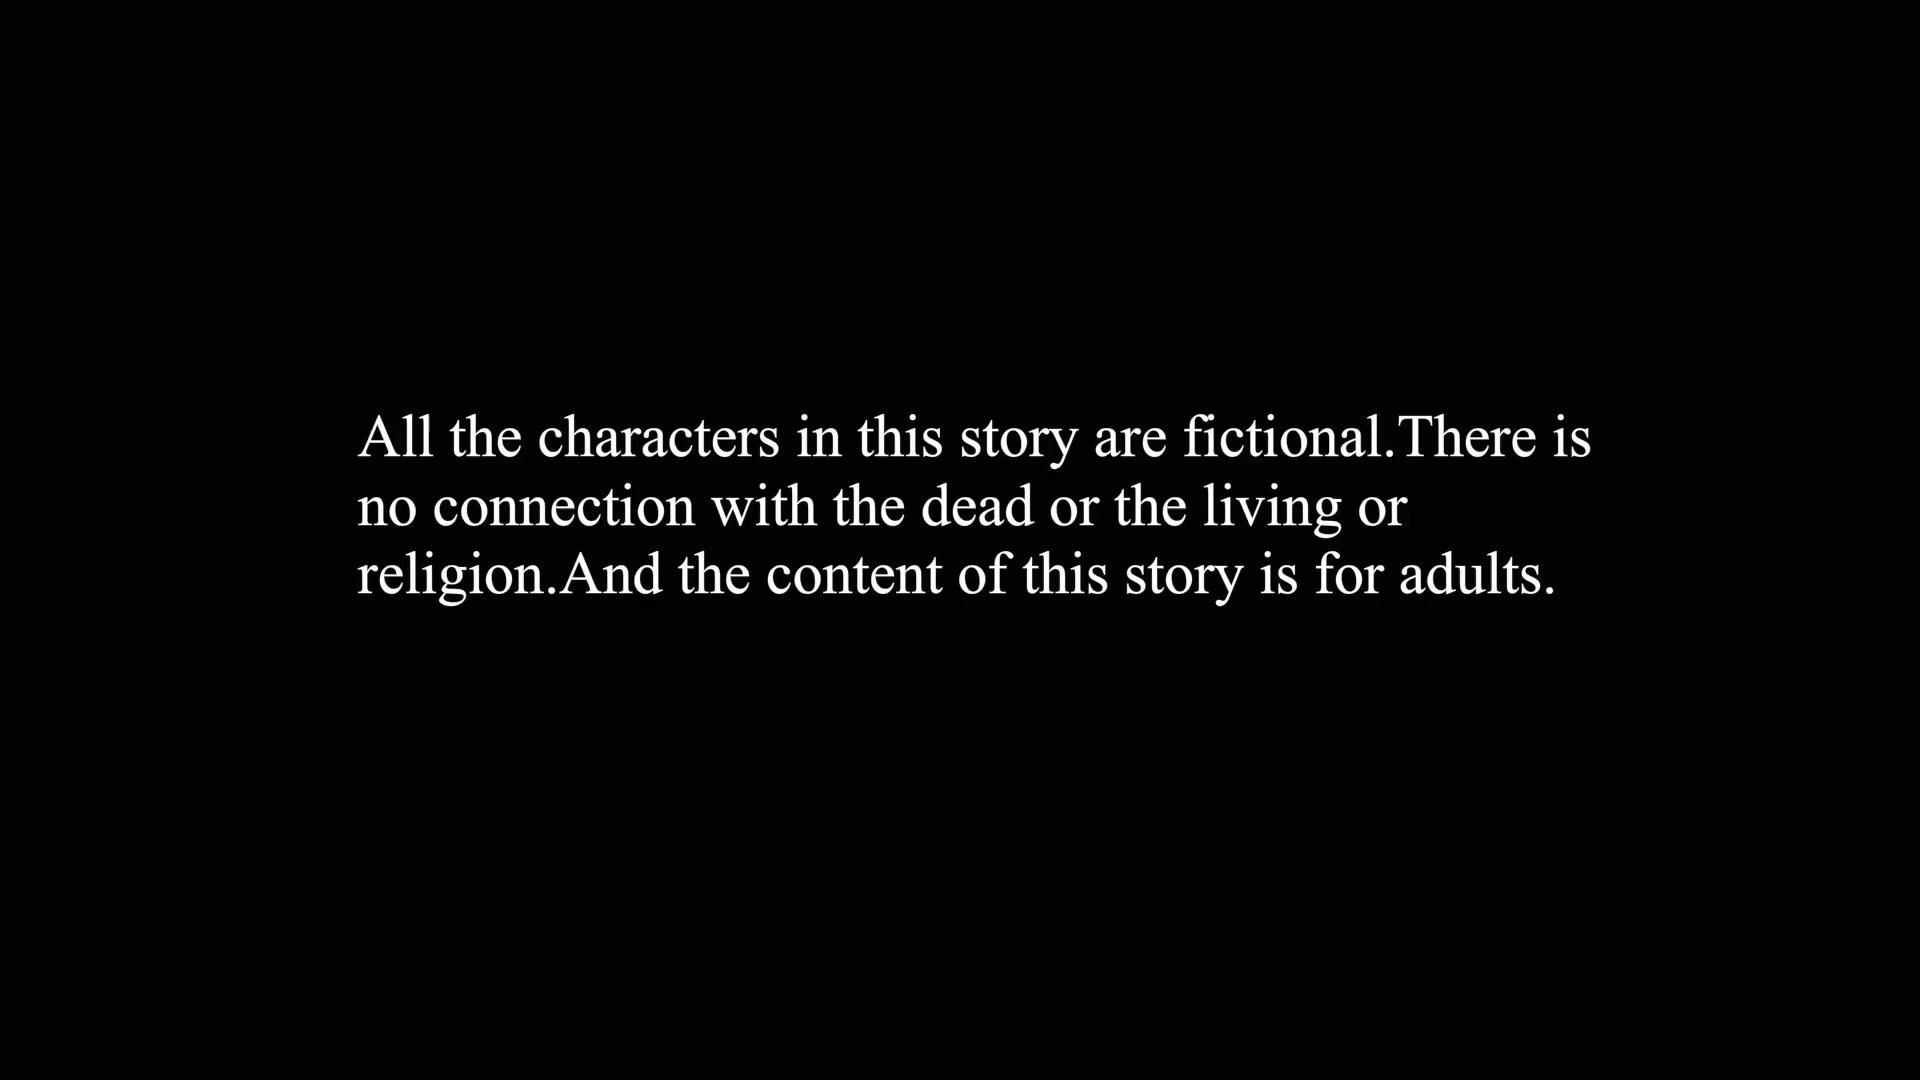 All the characters in this story are fictional.There is
no connection with the dead or the living or
religion.And the content of this story is for adults.